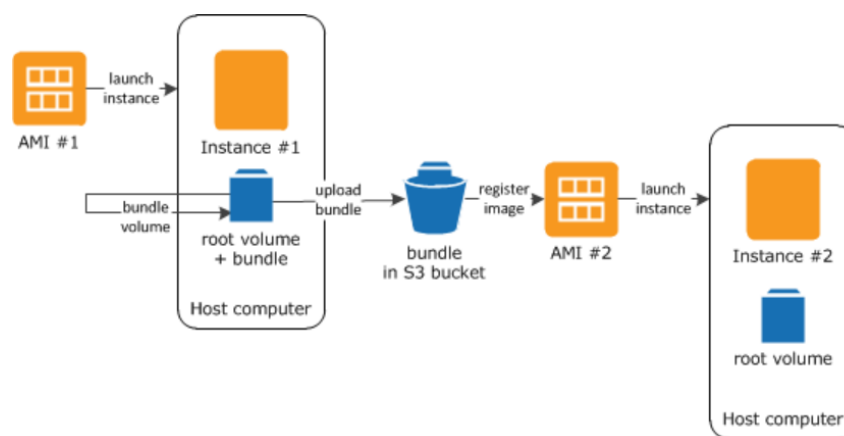 AMI #1
launch
instance
Instance #1
bundle
volume
root volume
+ bundle
Host computer
upload
bundle
bundle
in S3 bucket
register
image
AMI #2
launch
instance
Instance #2
root volume
Host computer